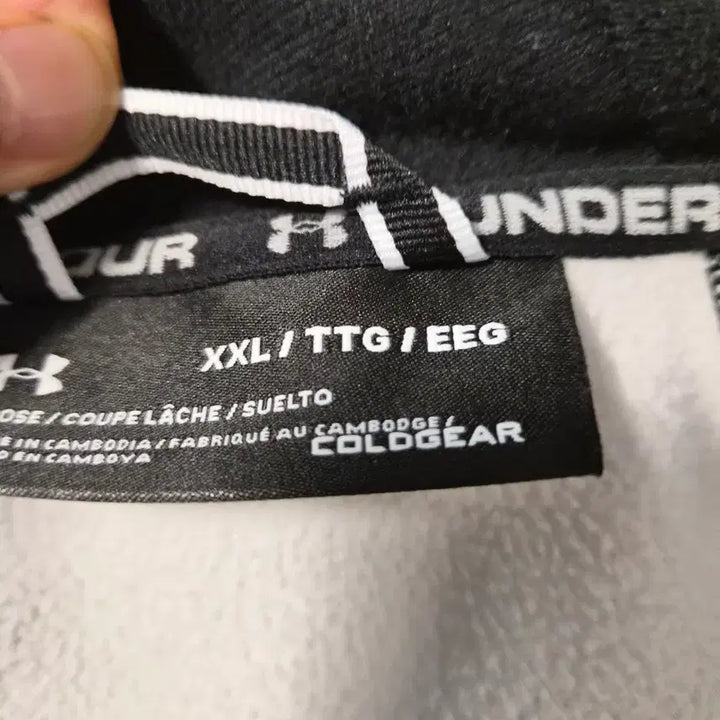 OUR UNDER
XXL / TTG / EEG
OSE / COUPE LÂCHE / SUELTO
E IN CAMBODIA / FABRIQUÉ AU CAMBODGE /
EN CAMBOYA
COLDGEAR